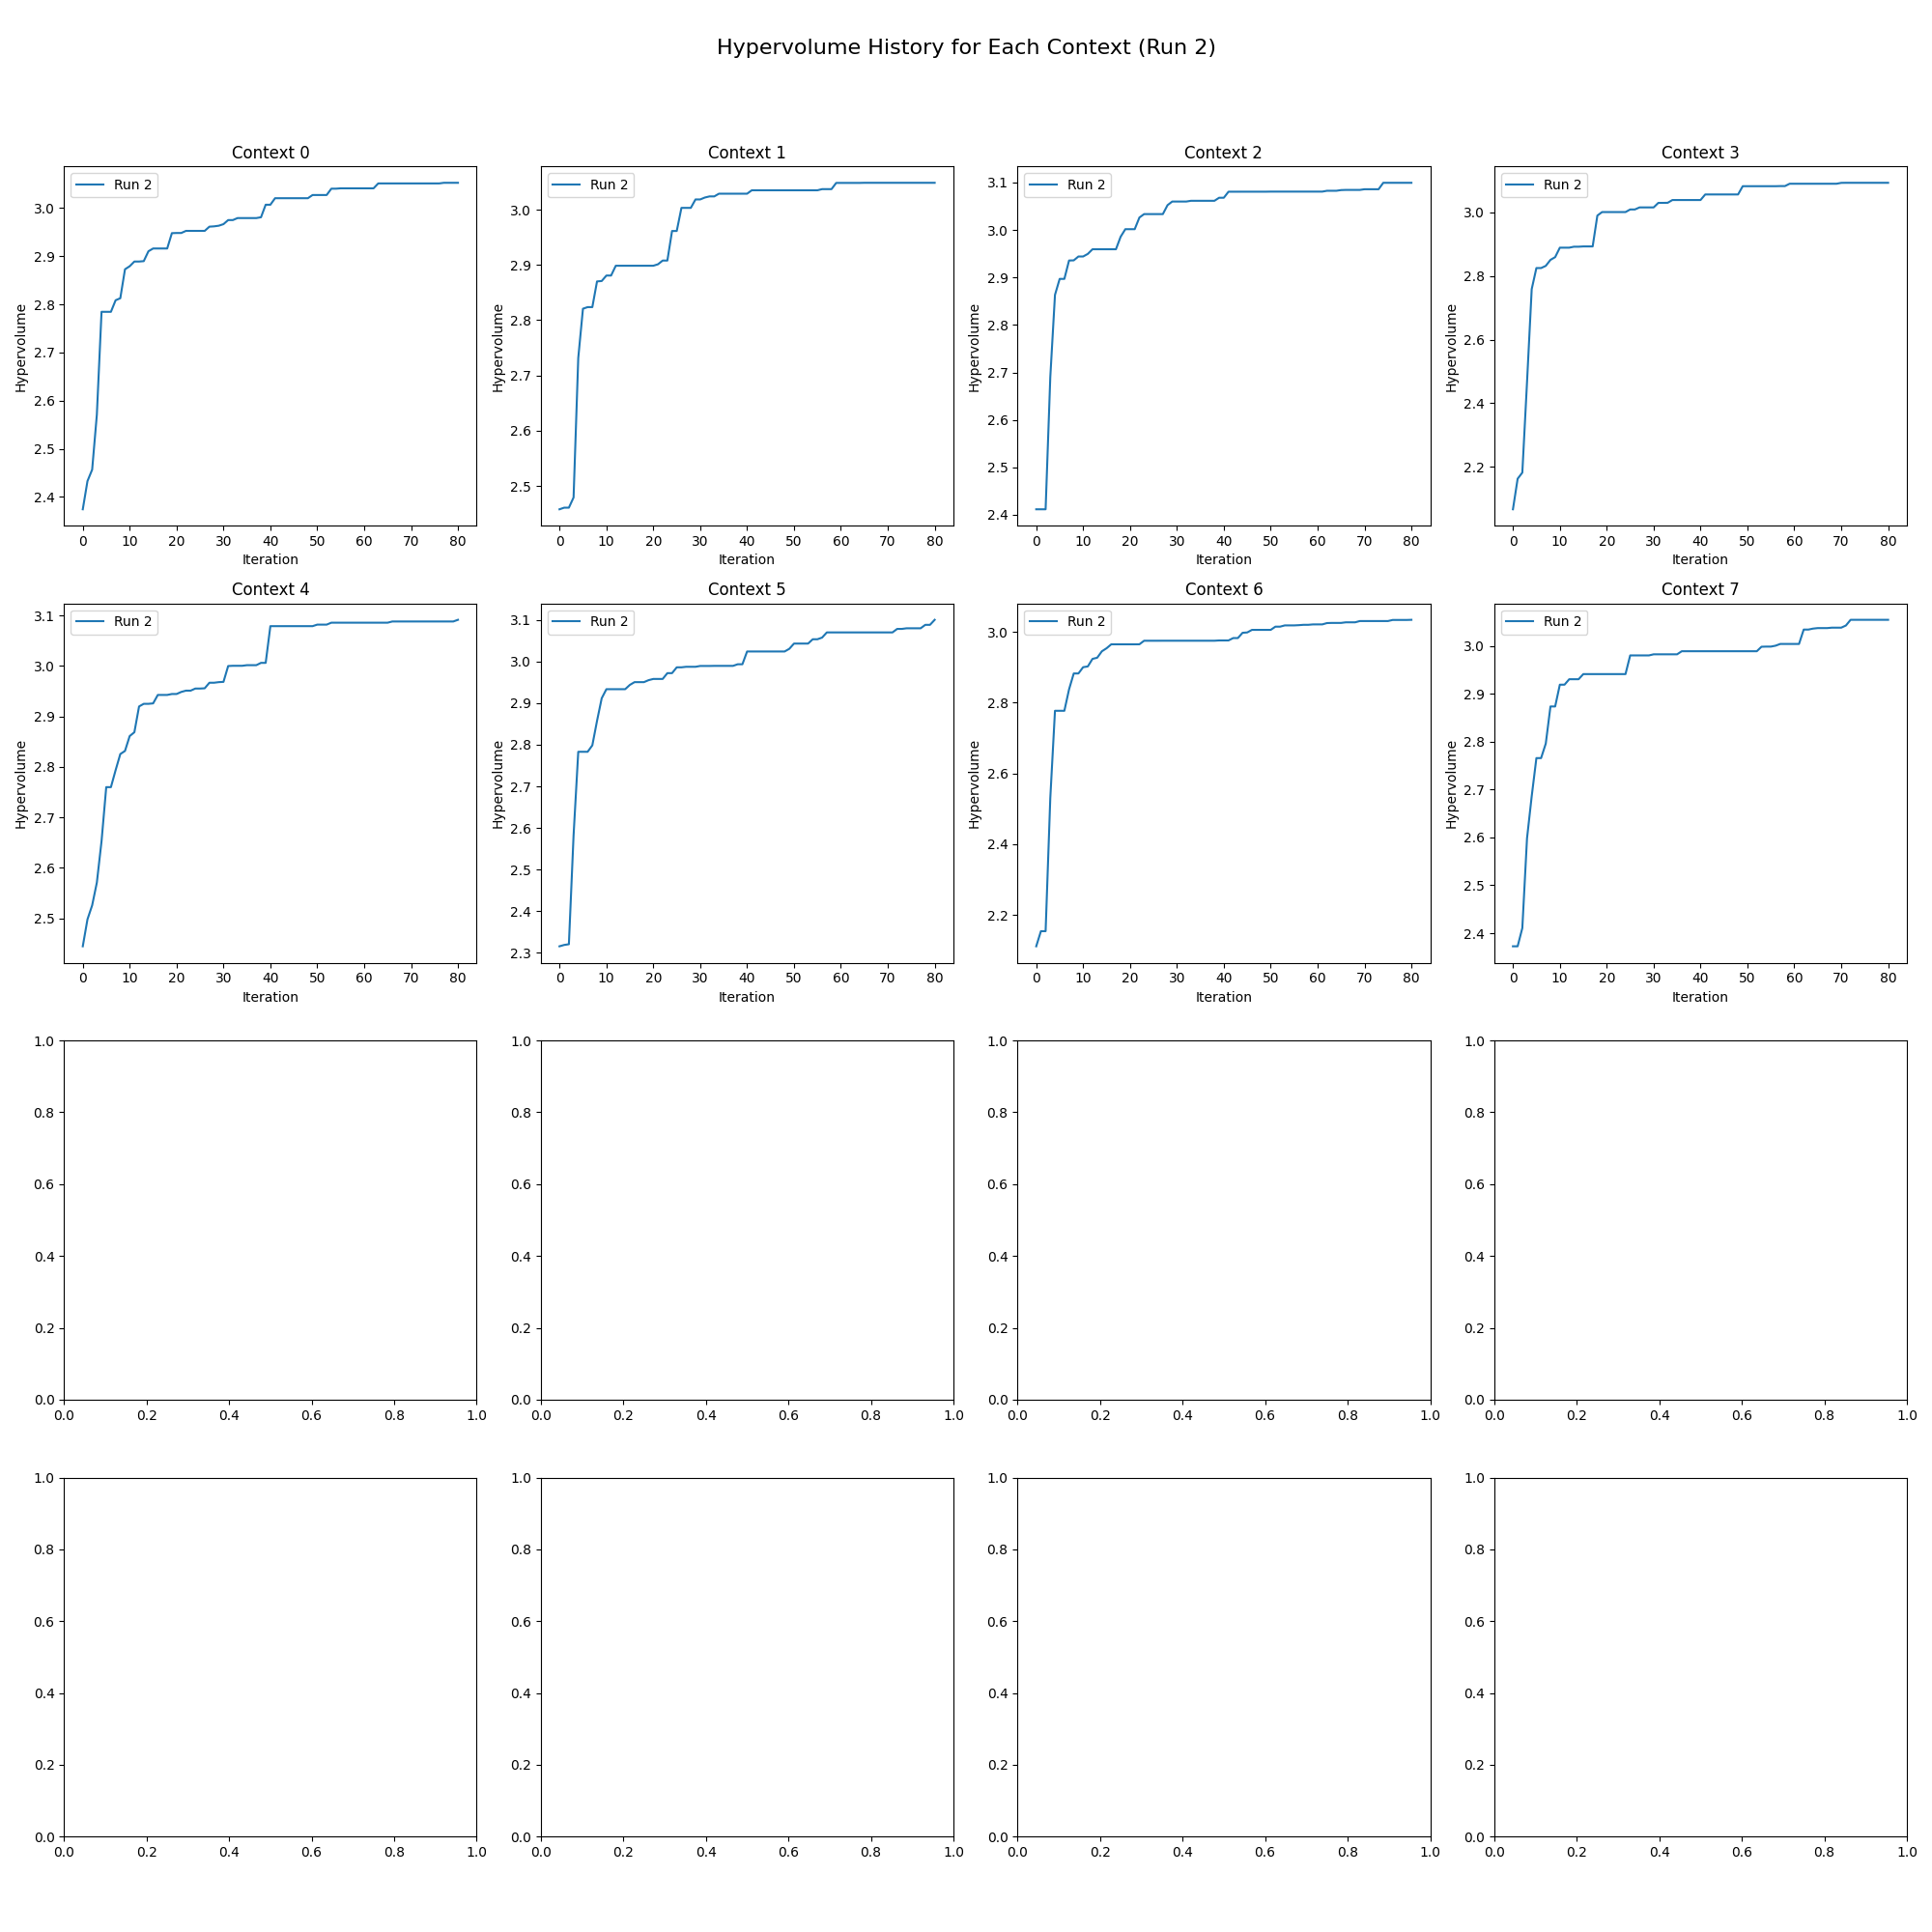 Hypervolume History for Each Context (Run 2)
Context 0 Context 1 Context 2 Context 3
Run 2 Run 2 Run 2 Run 2
Hypervolume Hypervolume Hypervolume Hypervolume
3.0 2.9 2.8 2.7 2.6 2.5 2.4
3.0 2.9 2.8 2.7 2.6 2.5
3.1 3.0 2.9 2.8 2.7 2.6 2.5 2.4
3.0 2.8 2.6 2.4 2.2
0 10 20 30 40 50 60 70 80 0 10 20 30 40 50 60 70 80 0 10 20 30 40 50 60 70 80 0 10 20 30 40 50 60 70 80
Iteration Iteration Iteration Iteration
Context 4 Context 5 Context 6 Context 7
Run 2 Run 2 Run 2 Run 2
Hypervolume Hypervolume Hypervolume Hypervolume
3.1 3.0 2.9 2.8 2.7 2.6 2.5
3.1 3.0 2.9 2.8 2.7 2.6 2.5 2.4 2.3
3.0 2.8 2.6 2.4 2.2
3.0 2.9 2.8 2.7 2.6 2.5 2.4
0 10 20 30 40 50 60 70 80 0 10 20 30 40 50 60 70 80 0 10 20 30 40 50 60 70 80 0 10 20 30 40 50 60 70 80
Iteration Iteration Iteration Iteration
1.0 1.0 1.0 1.0
0.8 0.8 0.8 0.8
0.6 0.6 0.6 0.6
0.4 0.4 0.4 0.4
0.2 0.2 0.2 0.2
0.0 0.0 0.0 0.0
0.0 0.2 0.4 0.6 0.8 1.0 0.0 0.2 0.4 0.6 0.8 1.0 0.0 0.2 0.4 0.6 0.8 1.0 0.0 0.2 0.4 0.6 0.8 1.0
1.0 1.0 1.0 1.0
0.8 0.8 0.8 0.8
0.6 0.6 0.6 0.6
0.4 0.4 0.4 0.4
0.2 0.2 0.2 0.2
0.0 0.0 0.0 0.0
0.0 0.2 0.4 0.6 0.8 1.0 0.0 0.2 0.4 0.6 0.8 1.0 0.0 0.2 0.4 0.6 0.8 1.0 0.0 0.2 0.4 0.6 0.8 1.0